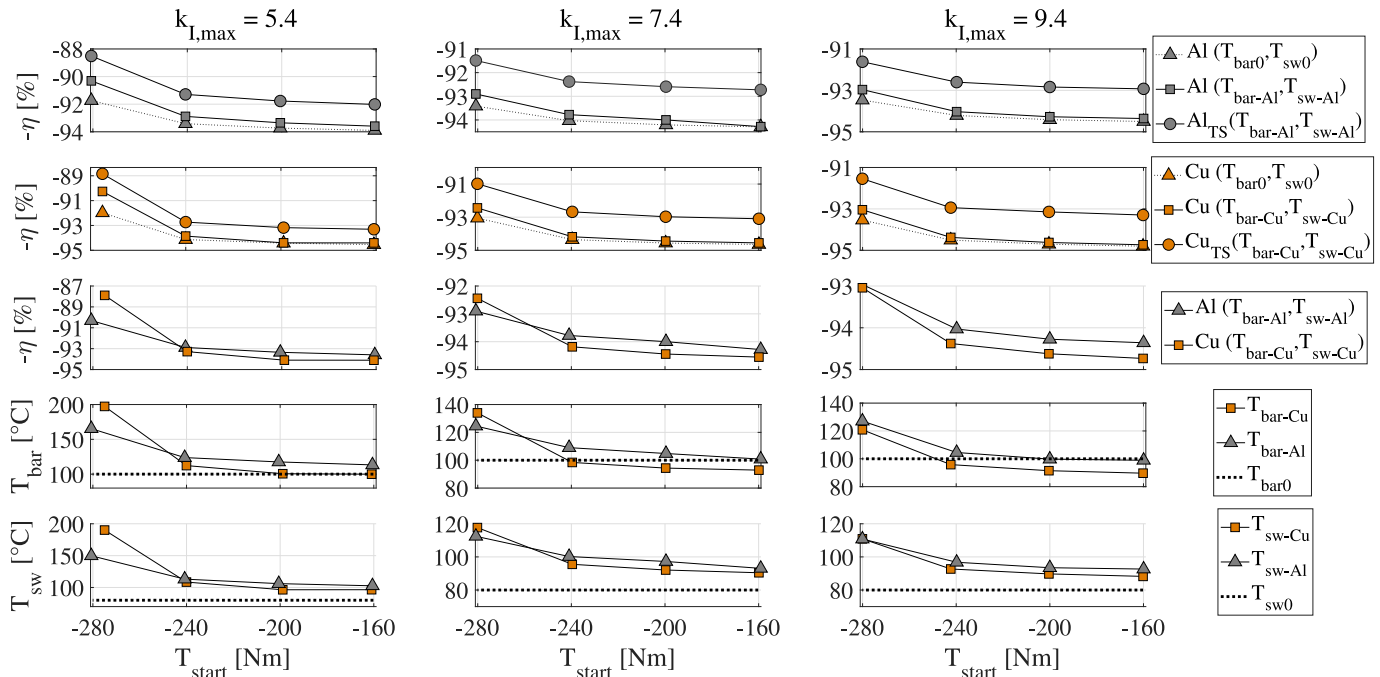 k_I,max = 5.4
k_I,max = 7.4
k_I,max = 9.4
-η [%]
-88
-90
-92
-94
-91
-92
-93
-94
-91
-93
-95
Al (T_bar0,T_sw0)
Al (T_bar-Al,T_sw-Al)
Al_TS(T_bar-Al,T_sw-Al)
-η [%]
-89
-91
-93
-95
-91
-93
-95
-91
-93
-95
Cu (T_bar0,T_sw0)
Cu (T_bar-Cu,T_sw-Cu)
Cu_TS(T_bar-Cu,T_sw-Cu)
-η [%]
-87
-89
-91
-93
-95
-92
-93
-94
-95
-93
-94
-95
Al (T_bar-Al,T_sw-Al)
Cu (T_bar-Cu,T_sw-Cu)
T_bar [°C]
200
150
100
140
120
100
80
140
120
100
80
T_bar-Cu
T_bar-Al
T_bar0
T_sw [°C]
200
150
100
120
100
80
120
100
80
T_sw-Cu
T_sw-Al
T_sw0
-280 -240 -200 -160
-280 -240 -200 -160
-280 -240 -200 -160
T_start [Nm]
T_start [Nm]
T_start [Nm]